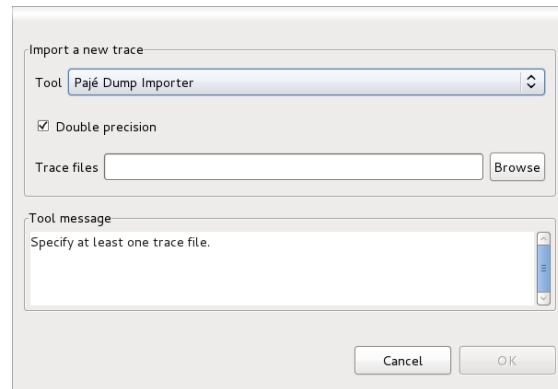 Import a new trace
Tool Pajé Dump Importer
Double precision
Trace files Browse
Tool message
Specify at least one trace file.
Cancel OK